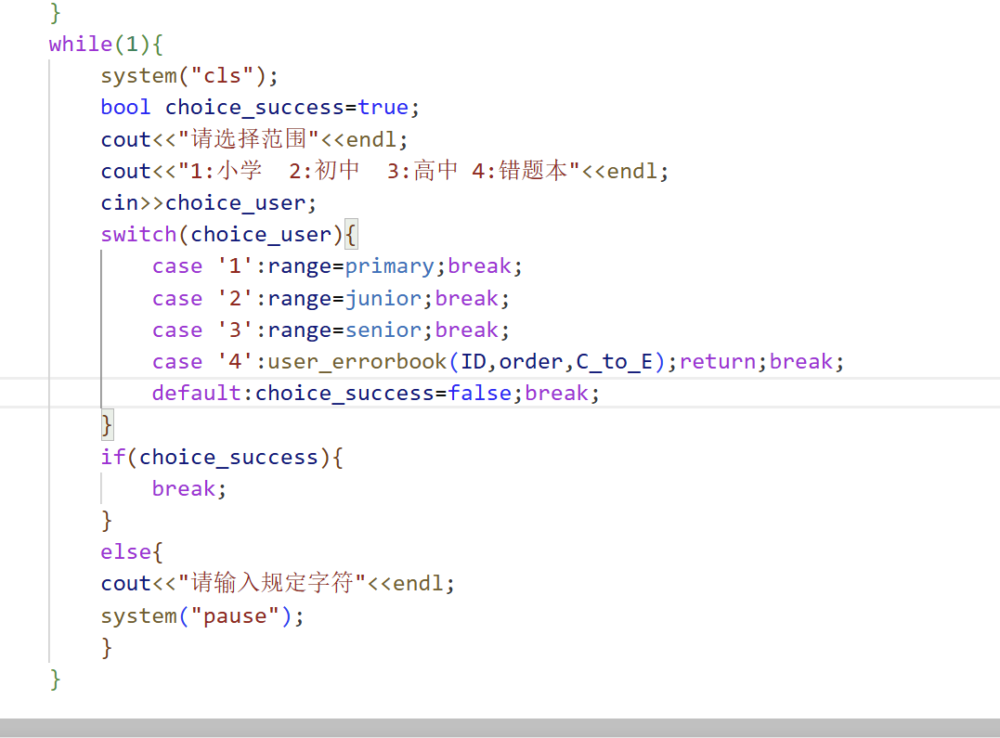 }
while(1){
system("cls");
bool choice_success=true;
cout<<"请选择范围"<<endl;
cout<<"1:小学  2:初中  3:高中 4:错题本"<<endl;
cin>>choice_user;
switch(choice_user){
case '1':range=primary;break;
case '2':range=junior;break;
case '3':range=senior;break;
case '4':user_errorbook(ID,order,C_to_E);return;break;
default:choice_success=false;break;
}
if(choice_success){
break;
}
else{
cout<<"请输入规定字符"<<endl;
system("pause");
}
}